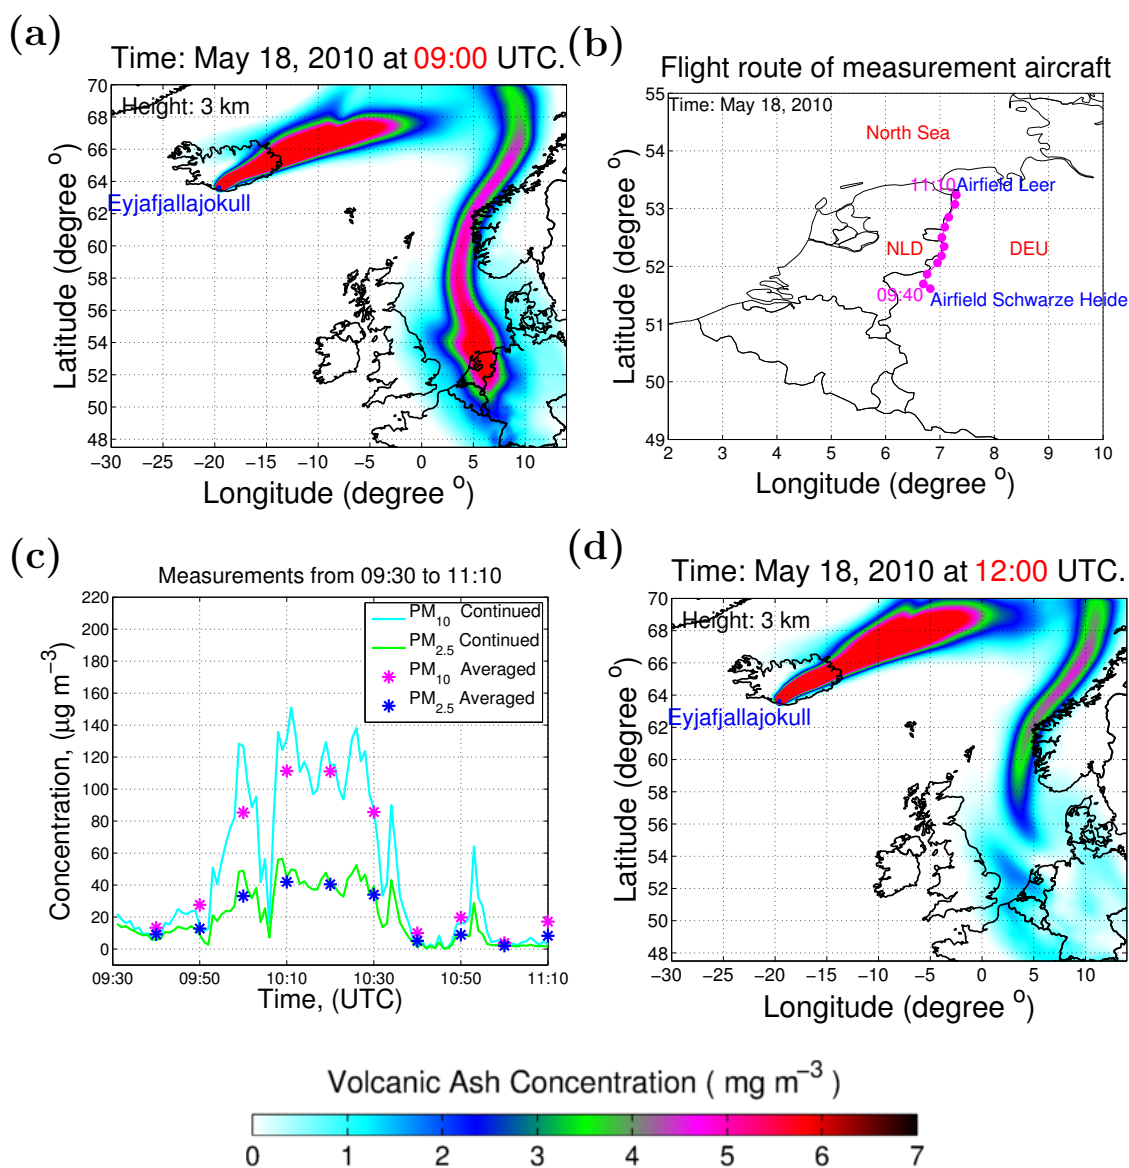 (a)
Time: May 18, 2010 at 09:00 UTC.
Height: 3 km
Eyjafjallajokull
70
68
66
64
62
60
58
56
54
52
50
48
−30 −25 −20 −15 −10 −5 0 5 10
Latitude (degree °)
Longitude (degree °)
(b)
Flight route of measurement aircraft
Time: May 18, 2010
North Sea
11:10 Airfield Leer
NLD
DEU
09:40
Airfield Schwarze Heide
55
54
53
52
51
50
49
2 3 4 5 6 7 8 9 10
Latitude (degree °)
Longitude (degree °)
(c)
Measurements from 09:30 to 11:10
PM10 Continued
PM2.5 Continued
PM10 Averaged
PM2.5 Averaged
220
200
180
160
140
120
100
80
60
40
20
0
09:30 09:50 10:10 10:30 10:50 11:10
Concentration, (μg m−3)
Time, (UTC)
(d)
Time: May 18, 2010 at 12:00 UTC.
Height: 3 km
Eyjafjallajokull
70
68
66
64
62
60
58
56
54
52
50
48
−30 −25 −20 −15 −10 −5 0 5 10
Latitude (degree °)
Longitude (degree °)
Volcanic Ash Concentration ( mg m−3 )
0 1 2 3 4 5 6 7